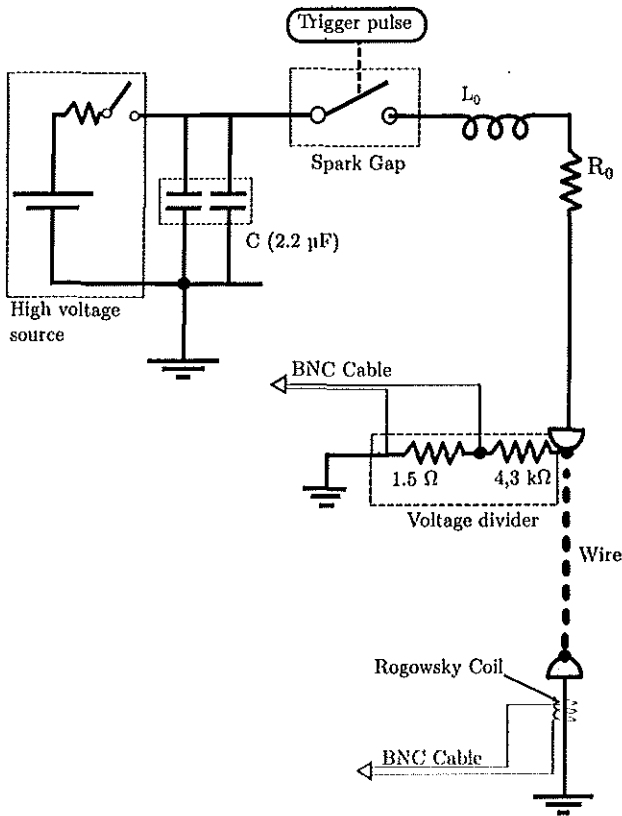 Trigger pulse
L₀
Spark Gap
R₀
C (2.2 µF)
High voltage
source
BNC Cable
1.5 Ω
4,3 kΩ
Voltage divider
Wire
Rogowsky Coil
BNC Cable